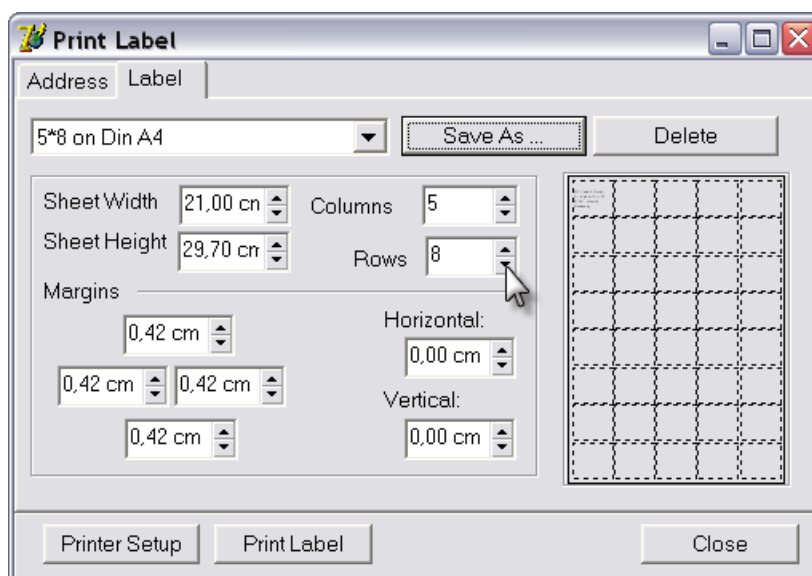 Print Label
Address Label
5*8 on Din A4 Save As ... Delete
Sheet Width 21,00 cm Columns 5
Sheet Height 29,70 cm Rows 8
Margins
Horizontal:
0,42 cm
0,00 cm
0,42 cm 0,42 cm
Vertical:
0,42 cm 0,00 cm
Printer Setup Print Label Close